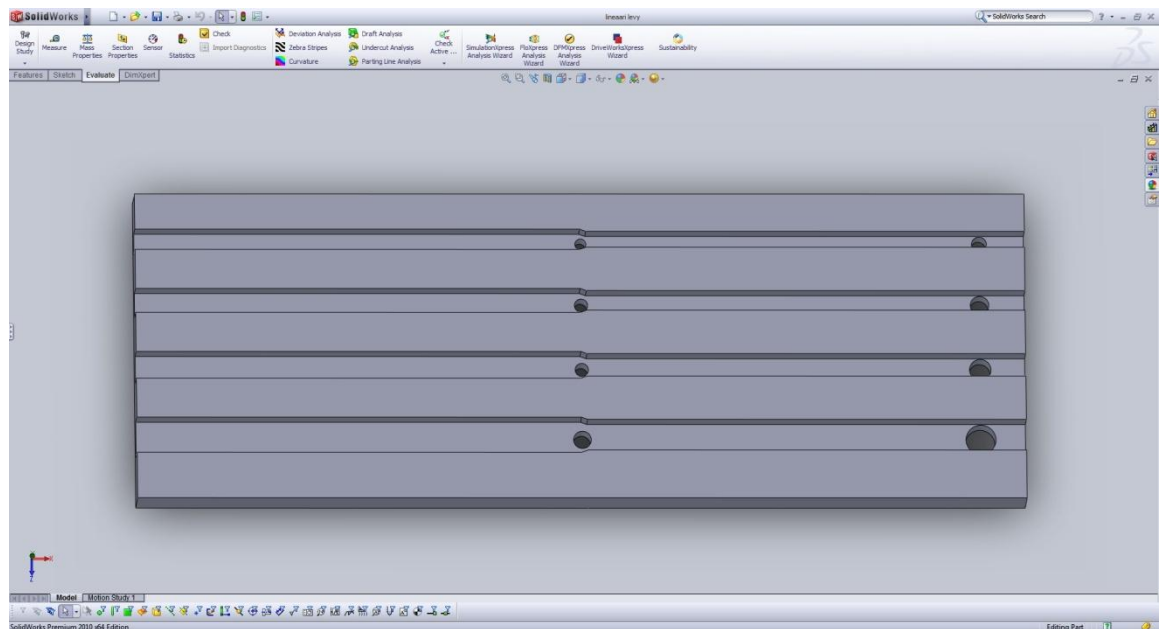 SolidWorks
lineaari levy
SolidWorks Search
Design Study
Measure
Mass Properties
Section Properties
Sensor
Statistics
Check
Import Diagnostics
Deviation Analysis
Zebra Stripes
Curvature
Draft Analysis
Undercut Analysis
Parting Line Analysis
Check Active ...
SimulationXpress Analysis Wizard
FloXpress Analysis Wizard
DFMXpress Analysis Wizard
DriveWorksXpress Wizard
Sustainability
Features Sketch Evaluate DimXpert
Model Motion Study 1
SolidWorks Premium 2010 x64 Edition
Editing Part